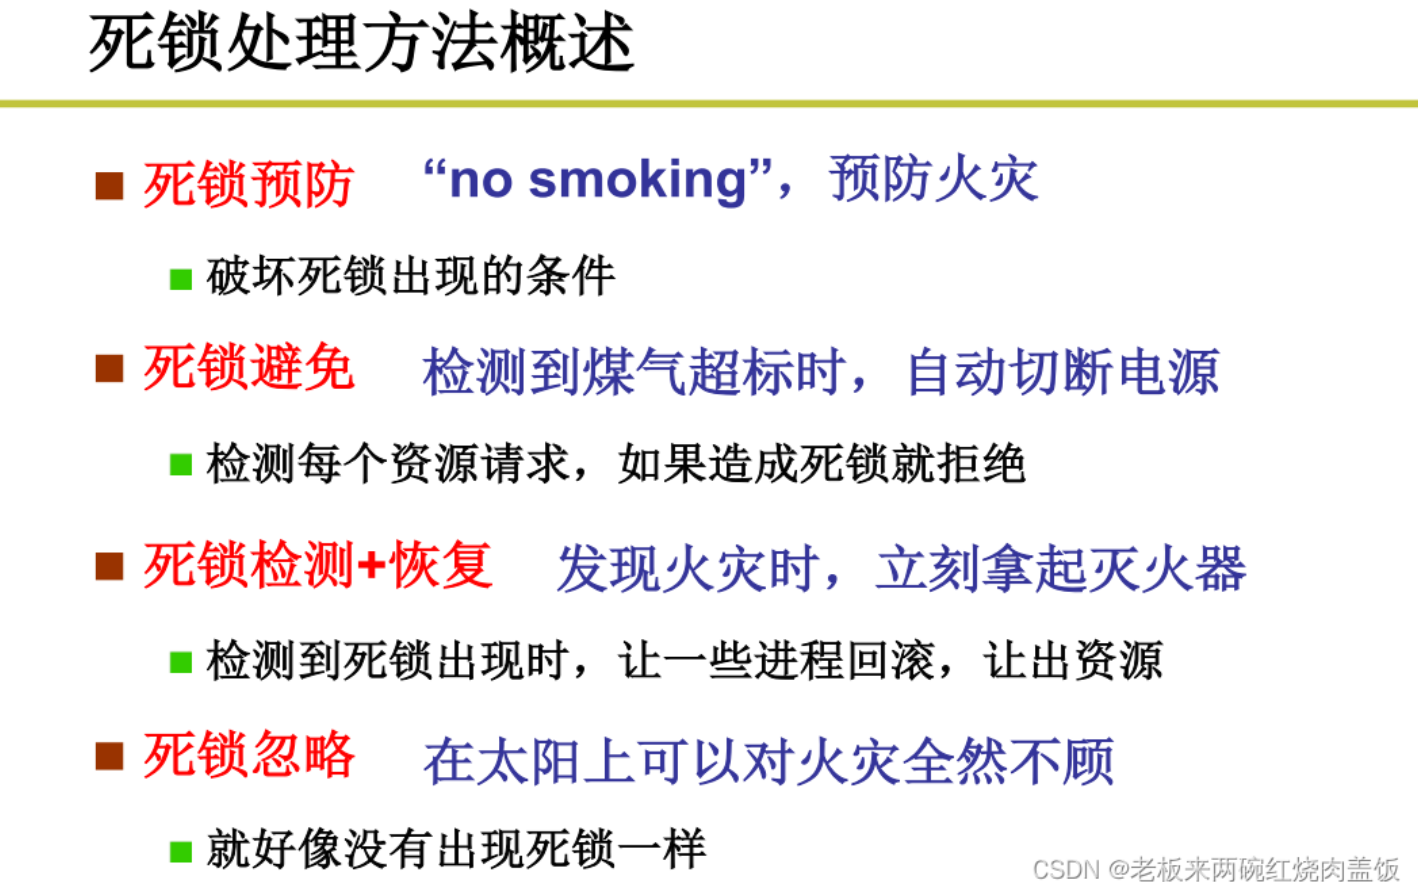 死锁处理方法概述
死锁预防 “no smoking”，预防火灾
破坏死锁出现的条件
死锁避免 检测到煤气超标时，自动切断电源
检测每个资源请求，如果造成死锁就拒绝
死锁检测+恢复 发现火灾时，立刻拿起灭火器
检测到死锁出现时，让一些进程回滚，让出资源
死锁忽略 在太阳上可以对火灾全然不顾
就好像没有出现死锁一样
CSDN @老板来两碗红烧肉盖饭